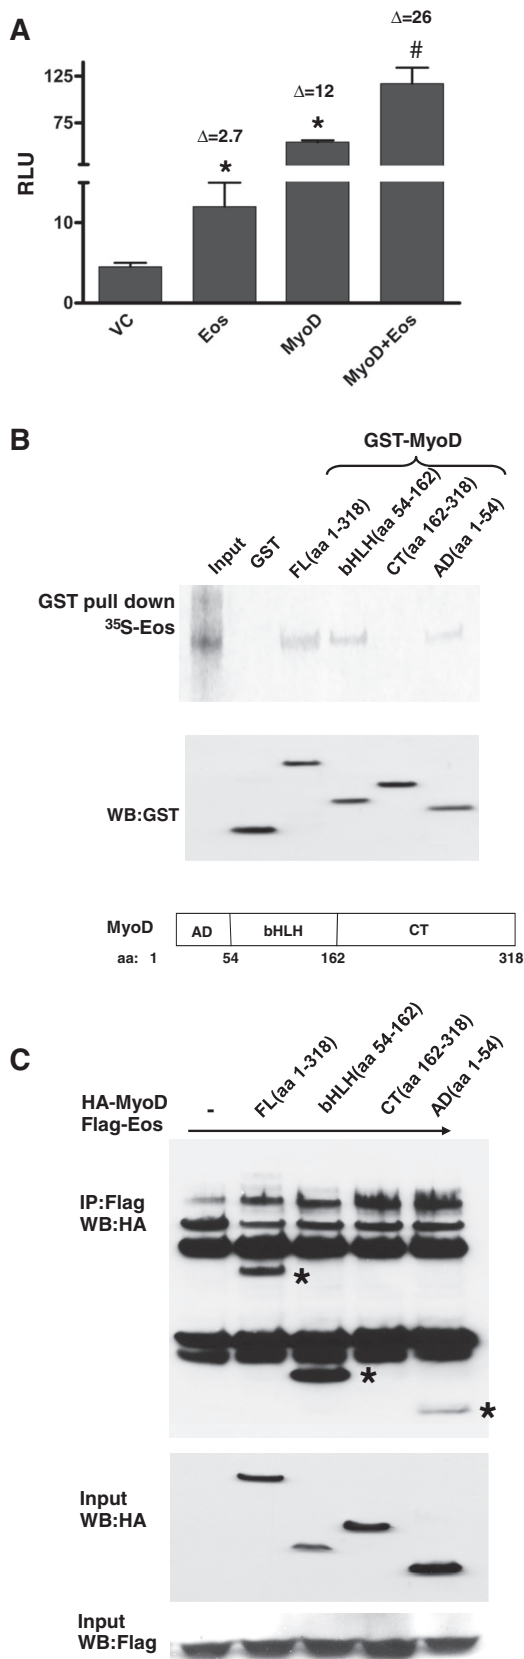 A
Δ=26
#
125
Δ=12
*
75
Δ=2.7
*
RLU
10
0
VC
Eos
MyoD
MyoD+Eos
B
GST-MyoD
Input
GST
FL(aa 1-318)
bHLH(aa 54-162)
CT(aa 162-318)
AD(aa 1-54)
GST pull down
³⁵S-Eos
WB:GST
MyoD
AD
bHLH
CT
aa: 1
54
162
318
C
HA-MyoD
-
FL(aa 1-318)
bHLH(aa 54-162)
CT(aa 162-318)
AD(aa 1-54)
Flag-Eos
IP:Flag
WB:HA
*
*
*
Input
WB:HA
Input
WB:Flag